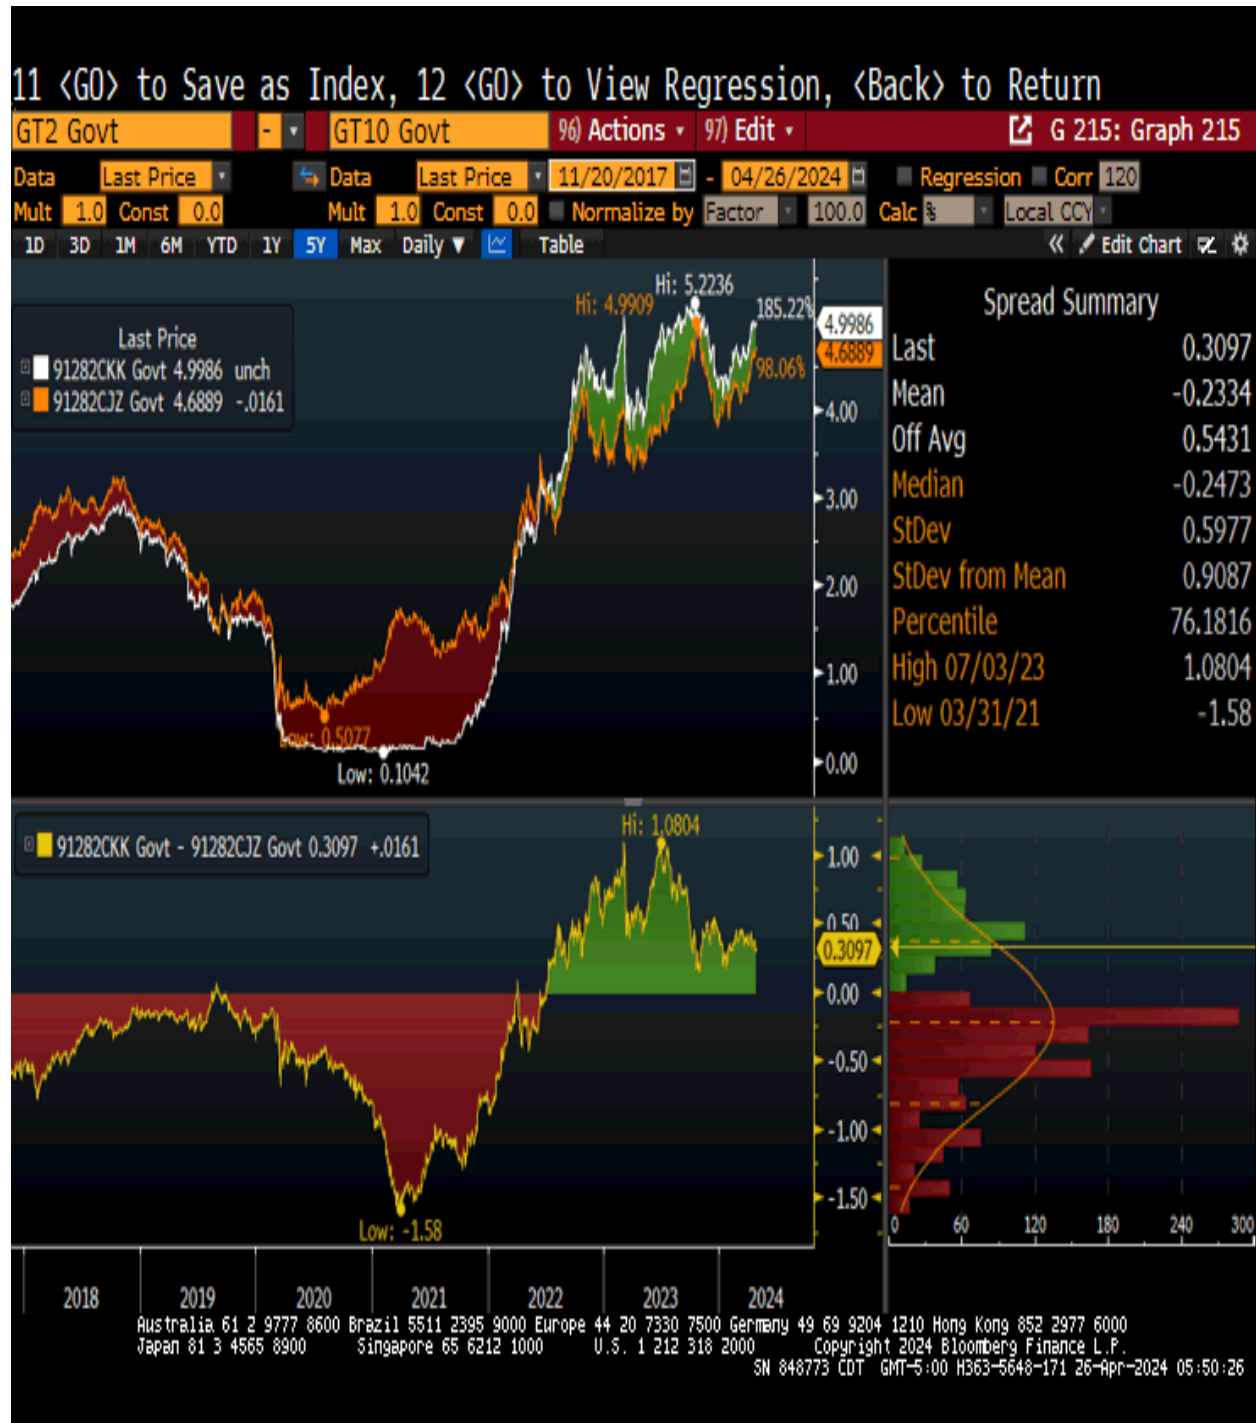 11 <GO> to Save as Index, 12 <GO> to View Regression, <Back> to Return
GT2 Govt - GT10 Govt 96) Actions 97) Edit G 215: Graph 215
Data Last Price Data Last Price 11/20/2017 - 04/26/2024 Regression Corr 120
Mult 1.0 Const 0.0 Mult 1.0 Const 0.0 Normalize by Factor 100.0 Calc % Local CCY
1D 3D 1M 6M YTD 1Y 5Y Max Daily ▼ Table « Edit Chart
Last Price
91282CKK Govt 4.9986 unch
91282CJZ Govt 4.6889 -.0161
Hi: 5.2236
Hi: 4.9909
185.22%
98.06%
4.9986
4.6889
4.00
3.00
2.00
1.00
0.00
Low: 0.5077
Low: 0.1042
Spread Summary
Last 0.3097
Mean -0.2334
Off Avg 0.5431
Median -0.2473
StDev 0.5977
StDev from Mean 0.9087
Percentile 76.1816
High 07/03/23 1.0804
Low 03/31/21 -1.58
91282CKK Govt - 91282CJZ Govt 0.3097 +.0161
Hi: 1.0804
Low: -1.58
1.00
0.50
0.3097
0.00
-0.50
-1.00
-1.50
0 60 120 180 240 300
2018 2019 2020 2021 2022 2023 2024
Australia 61 2 9777 8600 Brazil 5511 2395 9000 Europe 44 20 7330 7500 Germany 49 69 9204 1210 Hong Kong 852 2977 6000
Japan 81 3 4565 8900 Singapore 65 6212 1000 U.S. 1 212 318 2000 Copyright 2024 Bloomberg Finance L.P.
SN 848773 CDT GMT-5:00 H363-5648-171 26-Apr-2024 05:50:26